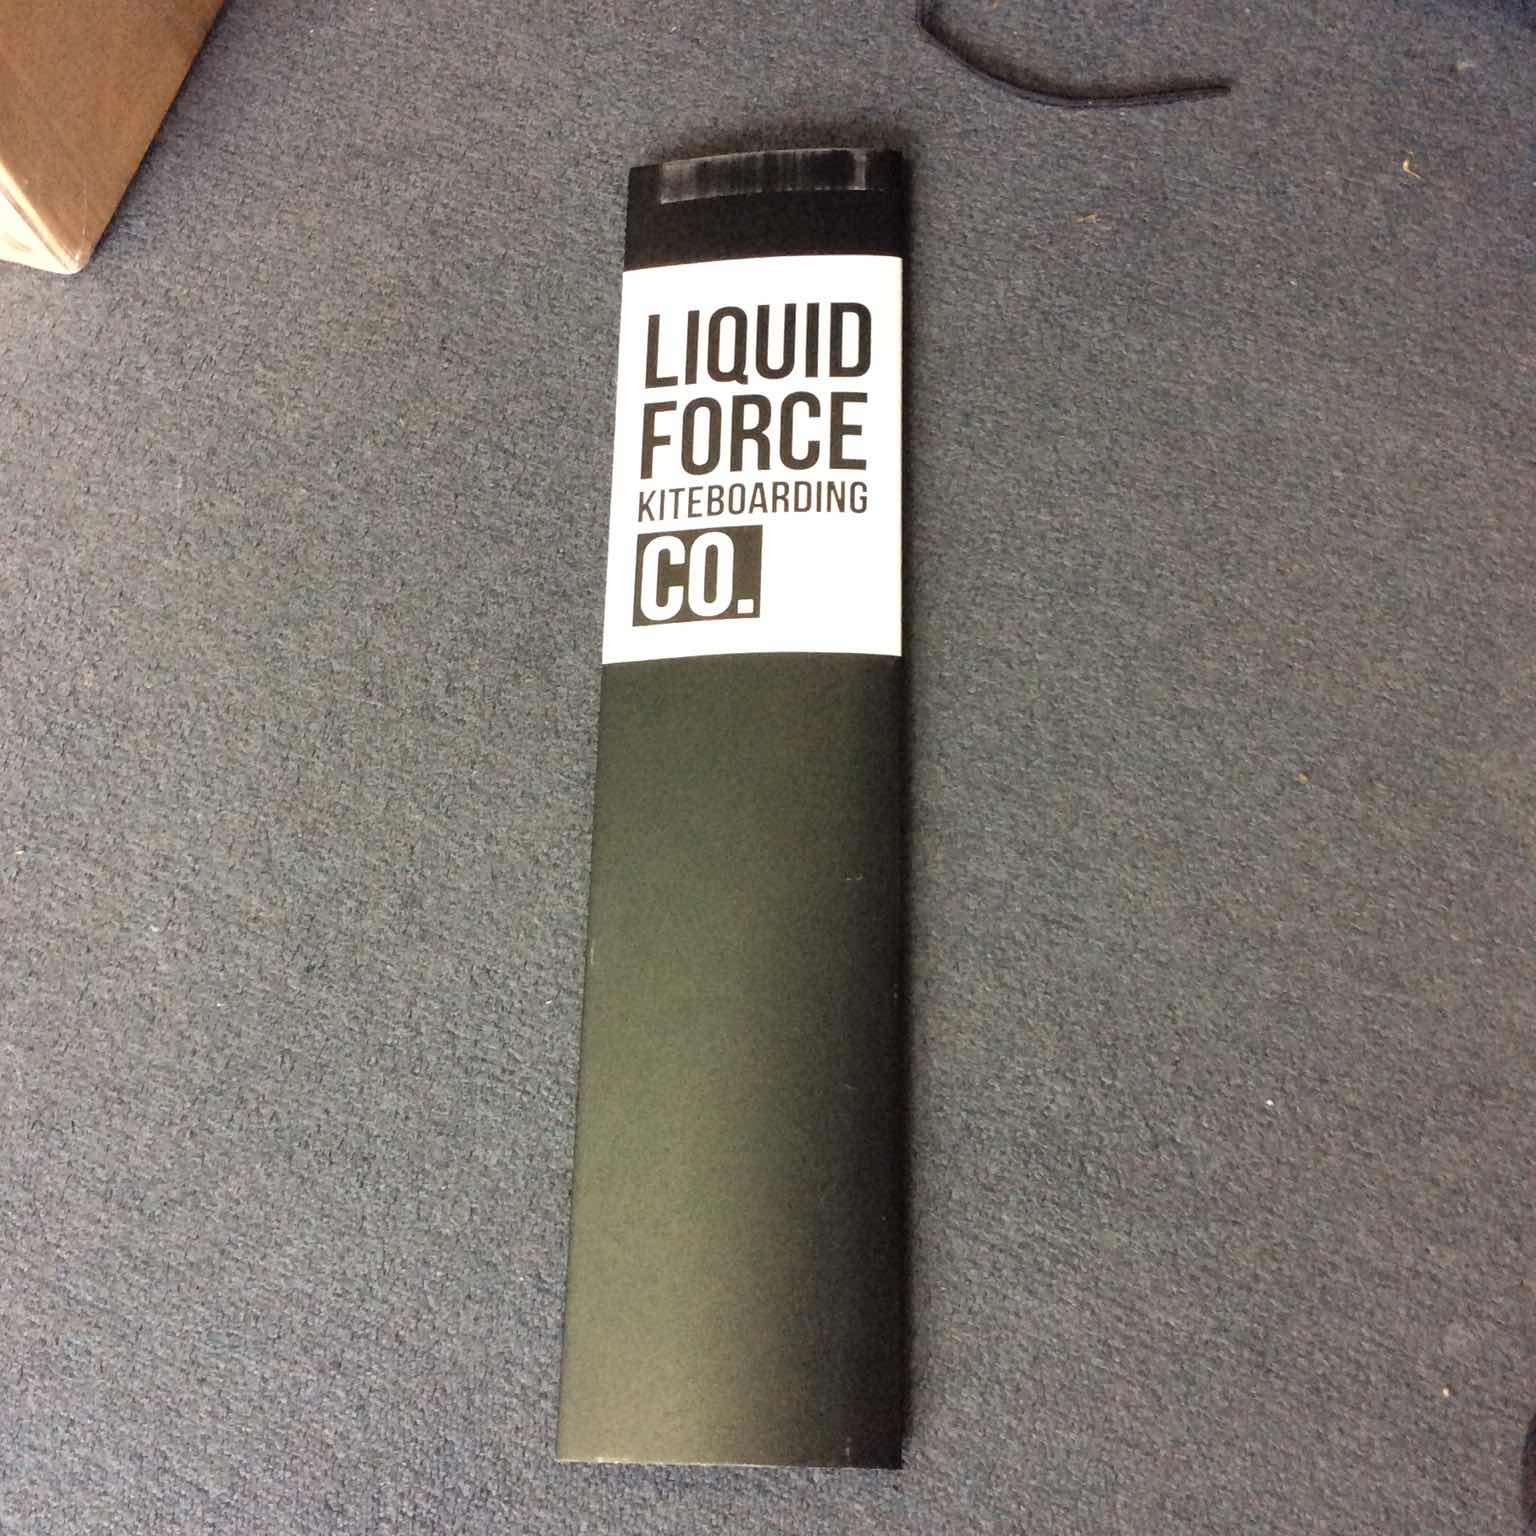 LIQUID
FORCE
KITEBOARDING
CO.